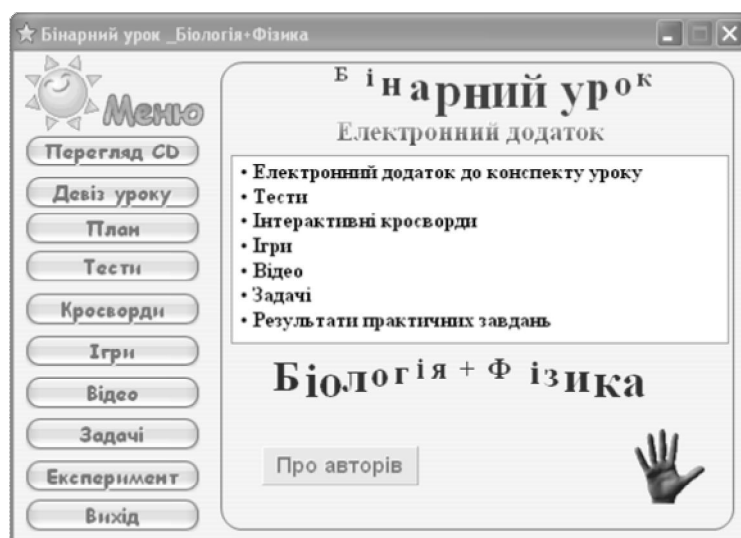 Бінарний урок _Біологія+Фізика
Меню
Перегляд CD
Девіз уроку
План
Тести
Кросворди
Ігри
Відео
Задачі
Експеримент
Вихід
Бінарний урок
Електронний додаток
• Електронний додаток до конспекту уроку
• Тести
• Інтерактивні кросворди
• Ігри
• Відео
• Задачі
• Результати практичних завдань
Біологія + Фізика
Про авторів